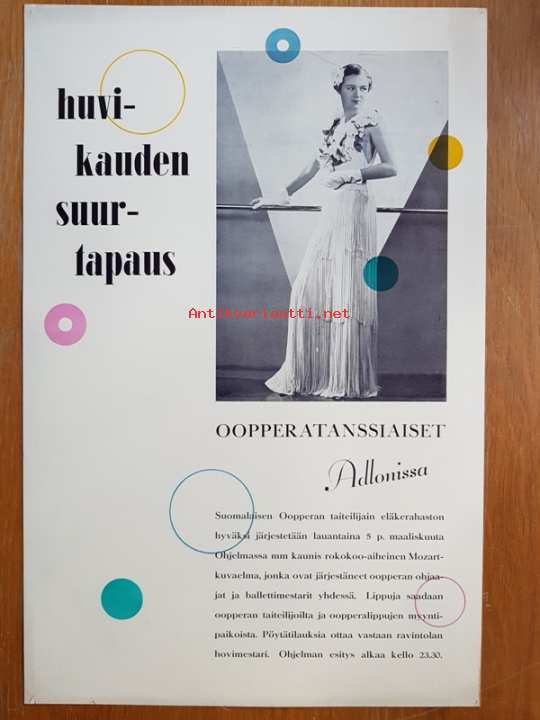 huvi-
kauden
suur-
tapaus
Antikvariaatti.net
OOPPERATANSSIAISET
Adlonissa
Suomalaisen Oopperan taiteilijain eläkerahaston
hyväksi järjestetään lauantaina 5 p. maaliskuuta
Ohjelmassa mm kaunis rokokoo-aiheinen Mozart-
kuvaelma, jonka ovat järjestäneet oopperan ohjaa-
jat ja ballettimestarit yhdessä. Lippuja saadaan
oopperan taiteilijoilta ja oopperalippujen myynti-
paikoista. Pöytätilauksia ottaa vastaan ravintolan
hovimestari. Ohjelman esitys alkaa kello 23.30.